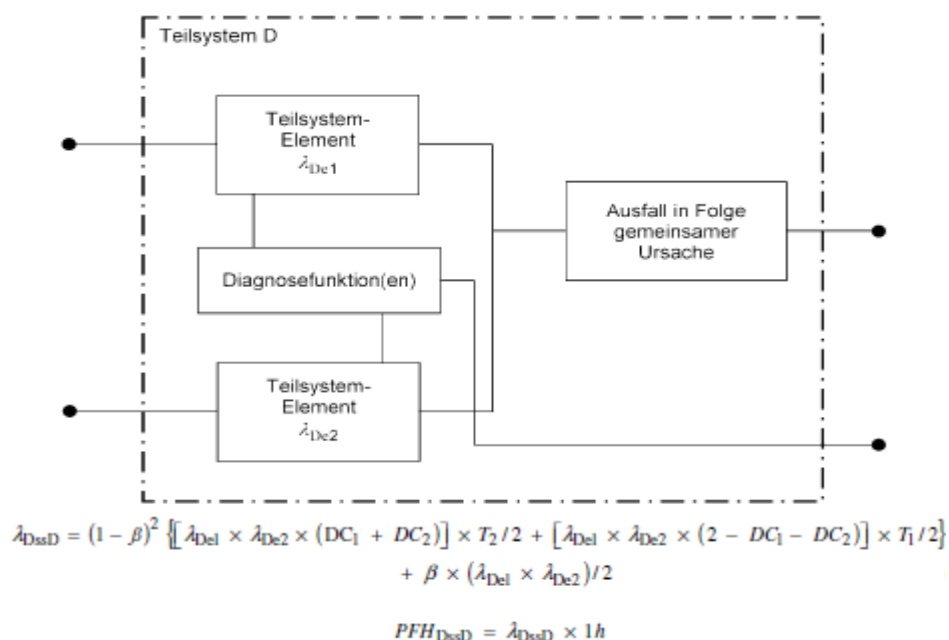 Teilsystem D
Teilsystem-
Element
λDe1
Diagnosefunktion(en)
Teilsystem-
Element
λDe2
Ausfall in Folge
gemeinsamer
Ursache
λDssD = (1 − β)² {[λDe1 × λDe2 × (DC₁ + DC₂)] × T₂/2 + [λDe1 × λDe2 × (2 − DC₁ − DC₂)] × T₁/2}
+ β × (λDe1 × λDe2)/2
PFHDssD = λDssD × 1h